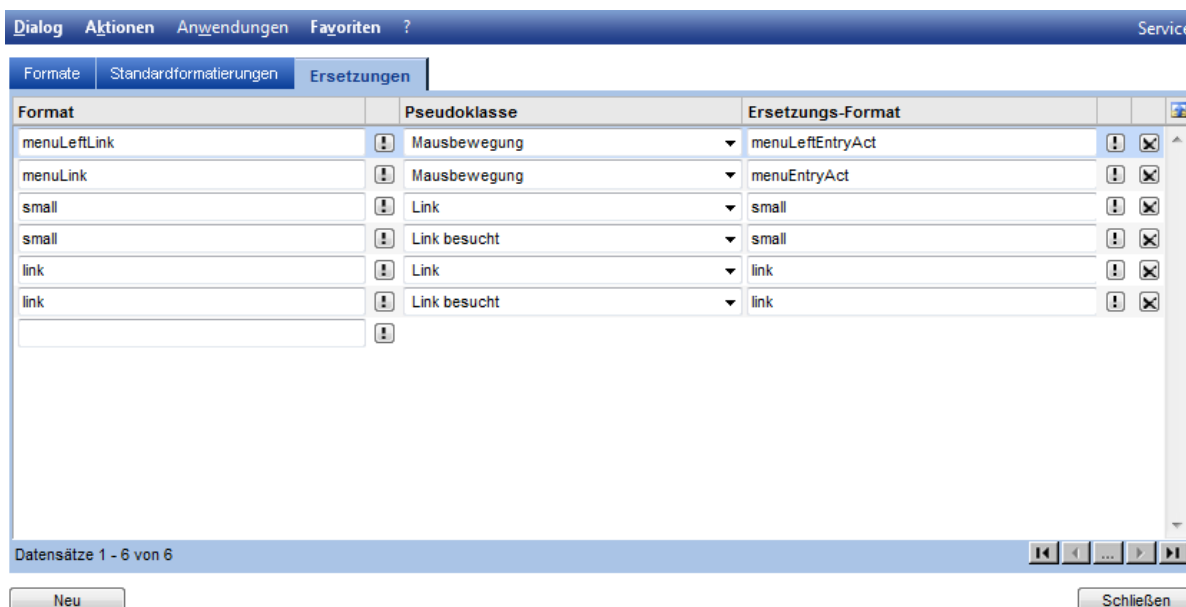 Dialog Aktionen Anwendungen Favoriten ? Service
Formate Standardformatierungen Ersetzungen
Format Pseudoklasse Ersetzungs-Format
menuLeftLink Mausbewegung menuLeftEntryAct
menuLink Mausbewegung menuEntryAct
small Link small
small Link besucht small
link Link link
link Link besucht link
Datensätze 1 - 6 von 6 ...
Neu Schließen